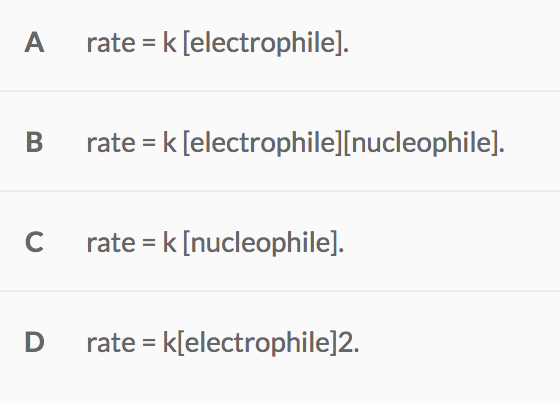 A rate = k [electrophile].
B rate = k [electrophile][nucleophile].
C rate = k [nucleophile].
D rate = k[electrophile]2.